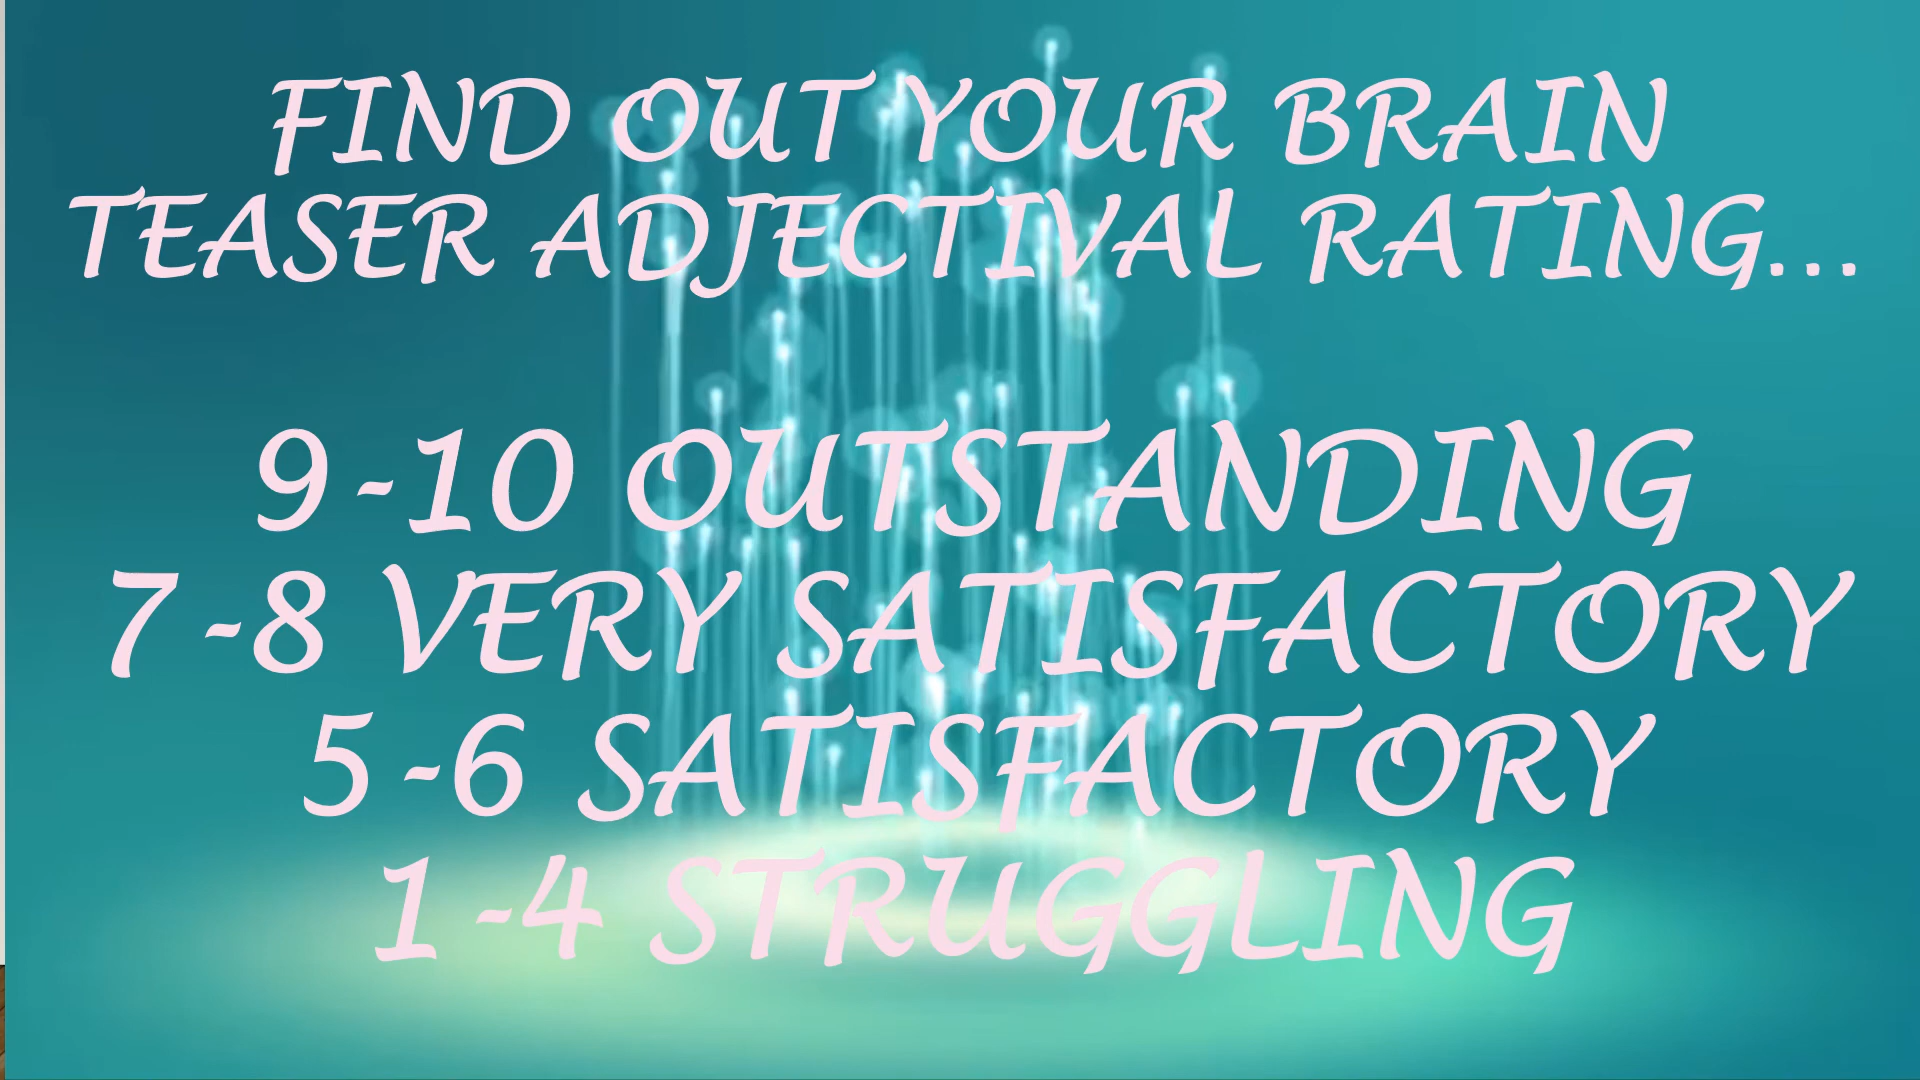 FIND OUT YOUR BRAIN
TEASER ADJECTIVAL RATING...
9-10 OUTSTANDING
7-8 VERY SATISFACTORY
5-6 SATISFACTORY
1-4 STRUGGLING